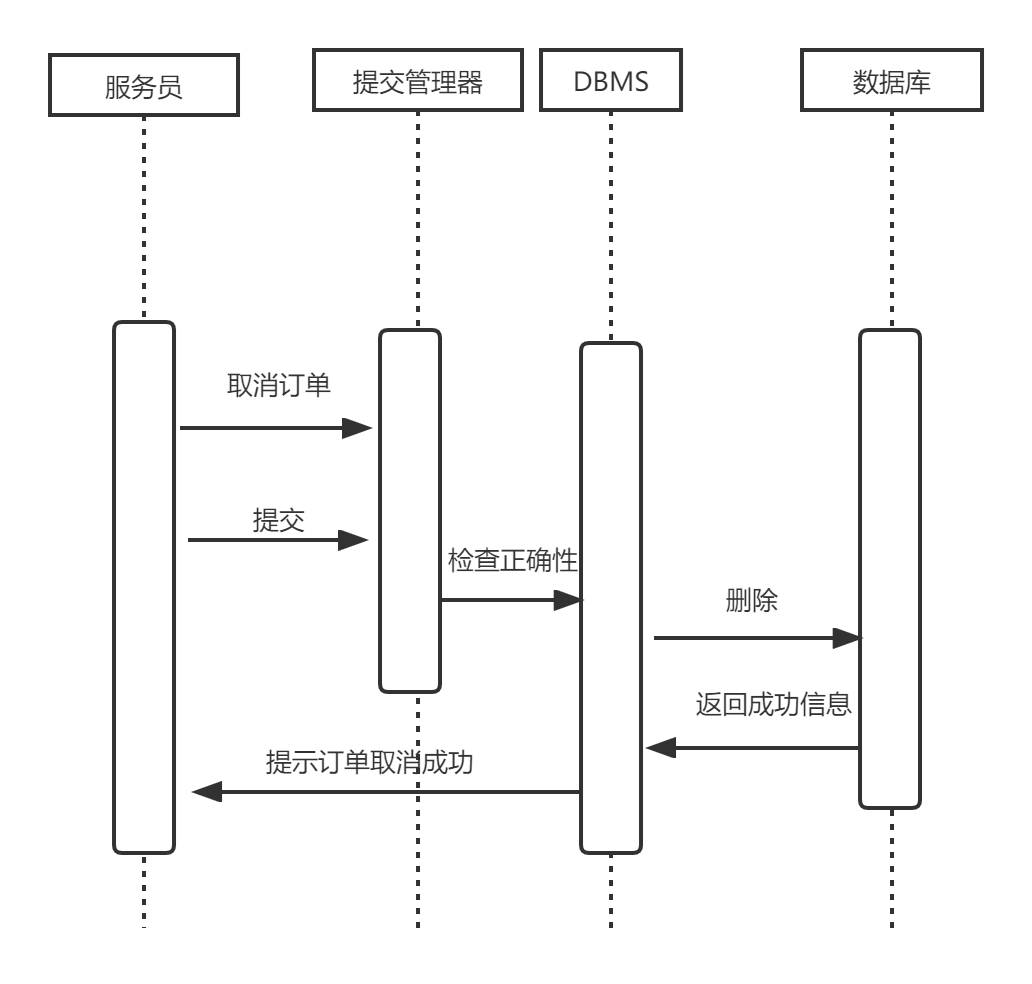 服务员
提交管理器
DBMS
数据库
取消订单
提交
检查正确性
删除
返回成功信息
提示订单取消成功